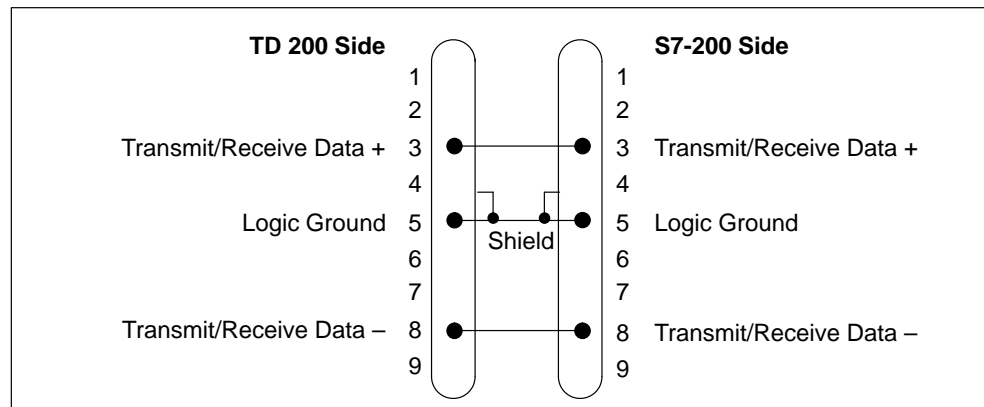 TD 200 Side S7-200 Side
1 1
2 2
Transmit/Receive Data + 3 3 Transmit/Receive Data +
4 4
Logic Ground 5 5 Logic Ground
Shield
6 6
7 7
Transmit/Receive Data – 8 8 Transmit/Receive Data –
9 9